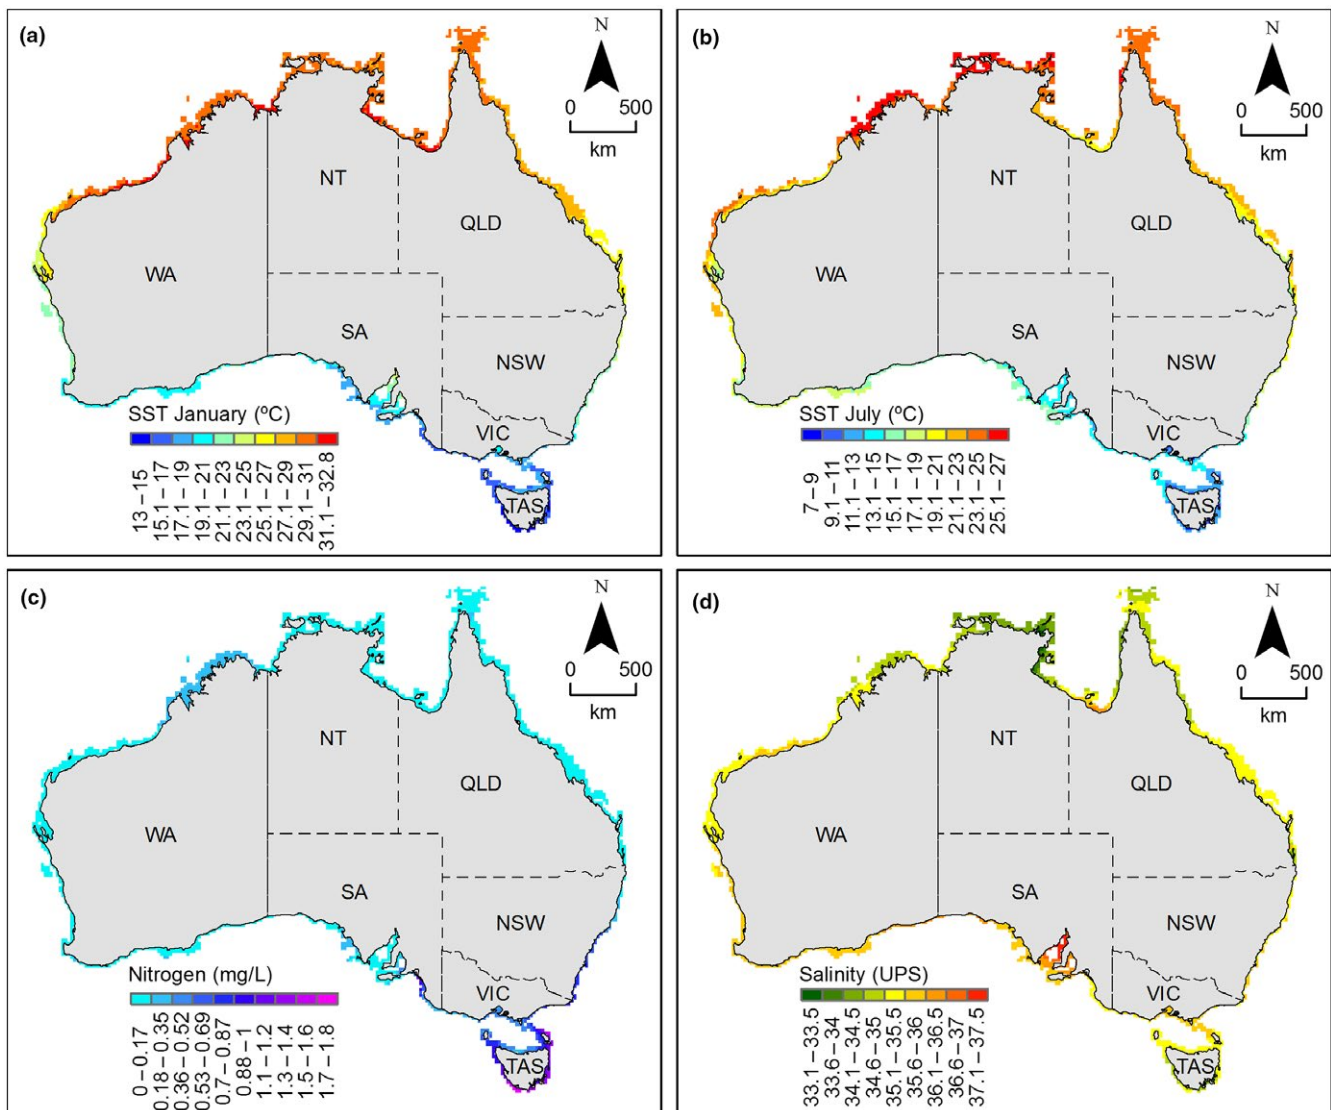 (a)
N
0 500
km
NT
QLD
WA
SA
NSW
VIC
TAS
SST January (ºC)
13 – 15
15.1 – 17
17.1 – 19
19.1 – 21
21.1 – 23
23.1 – 25
25.1 – 27
27.1 – 29
29.1 – 31
31.1 – 32.8
(b)
N
0 500
km
NT
QLD
WA
SA
NSW
VIC
TAS
SST July (ºC)
7 – 9
9.1 – 11
11.1 – 13
13.1 – 15
15.1 – 17
17.1 – 19
19.1 – 21
21.1 – 23
23.1 – 25
25.1 – 27
(c)
N
0 500
km
NT
QLD
WA
SA
NSW
VIC
TAS
Nitrogen (mg/L)
0 – 0.17
0.18 – 0.35
0.36 – 0.52
0.53 – 0.69
0.7 – 0.87
0.88 – 1
1.1 – 1.2
1.3 – 1.4
1.5 – 1.6
1.7 – 1.8
(d)
N
0 500
km
NT
QLD
WA
SA
NSW
VIC
TAS
Salinity (UPS)
33.1 – 33.5
33.6 – 34
34.1 – 34.5
34.6 – 35
35.1 – 35.5
35.6 – 36
36.1 – 36.5
36.6 – 37
37.1 – 37.5